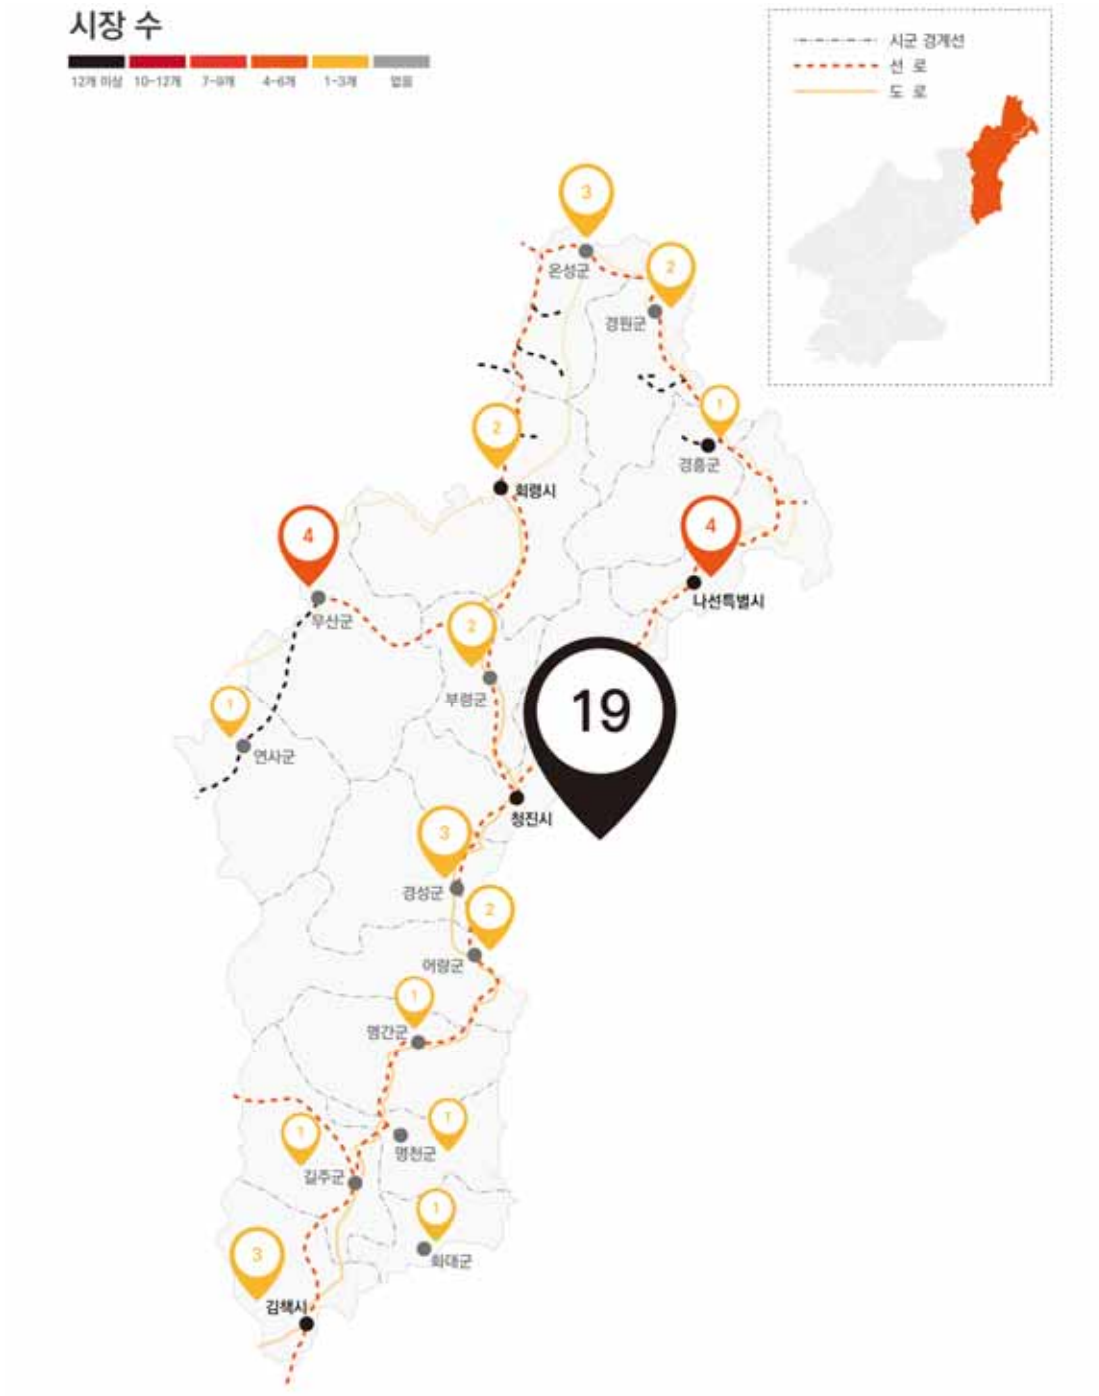 시장 수
12개 이상 10-12개 7-9개 4-6개 1-3개 없음
시군 경계선
선 로
도 로
3
온성군
2
경원군
1
경흥군
2
회령시
4
무산군
4
나선특별시
2
부령군
19
1
연사군
청진시
3
경성군
2
어랑군
1
명간군
1
명천군
1
길주군
1
화대군
3
김책시